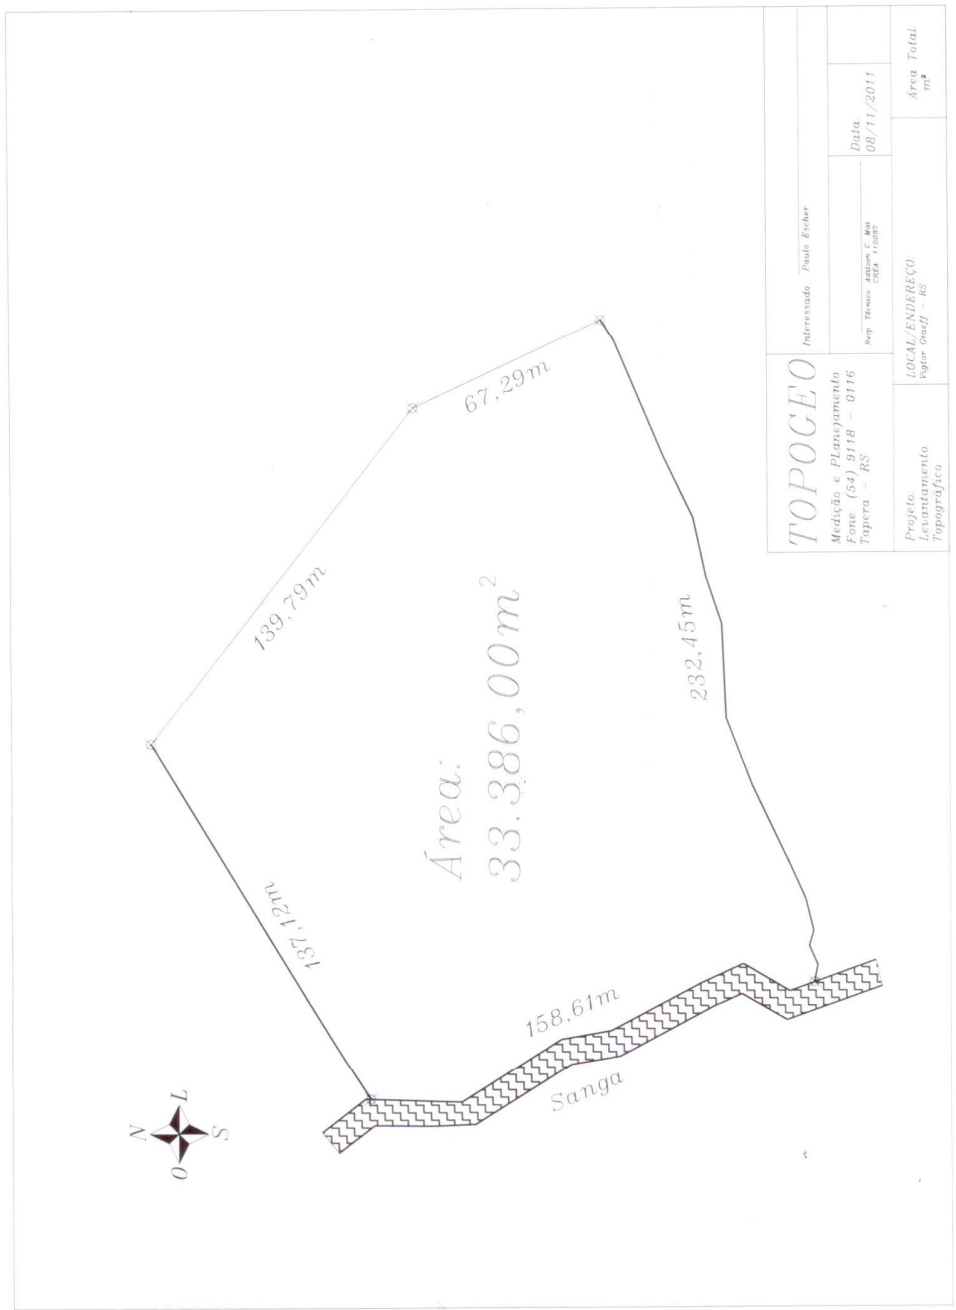 N
O
L
S
137,12m
139,79m
67,29m
Área:
33.386,00m²
158,61m
Sanga
232,45m
TOPOGEO
Medição e PLanejamento
Fone: (54) 9118 - 0116
Tapera - RS
Interessado: Paulo Escher
Resp. Técnico: C. Mai
CREA: 110097
Data:
08/11/2011
Projeto:
Levantamento
Topográfico
LOCAL/ENDEREÇO:
Victor Graeff - RS
Área Total
m²